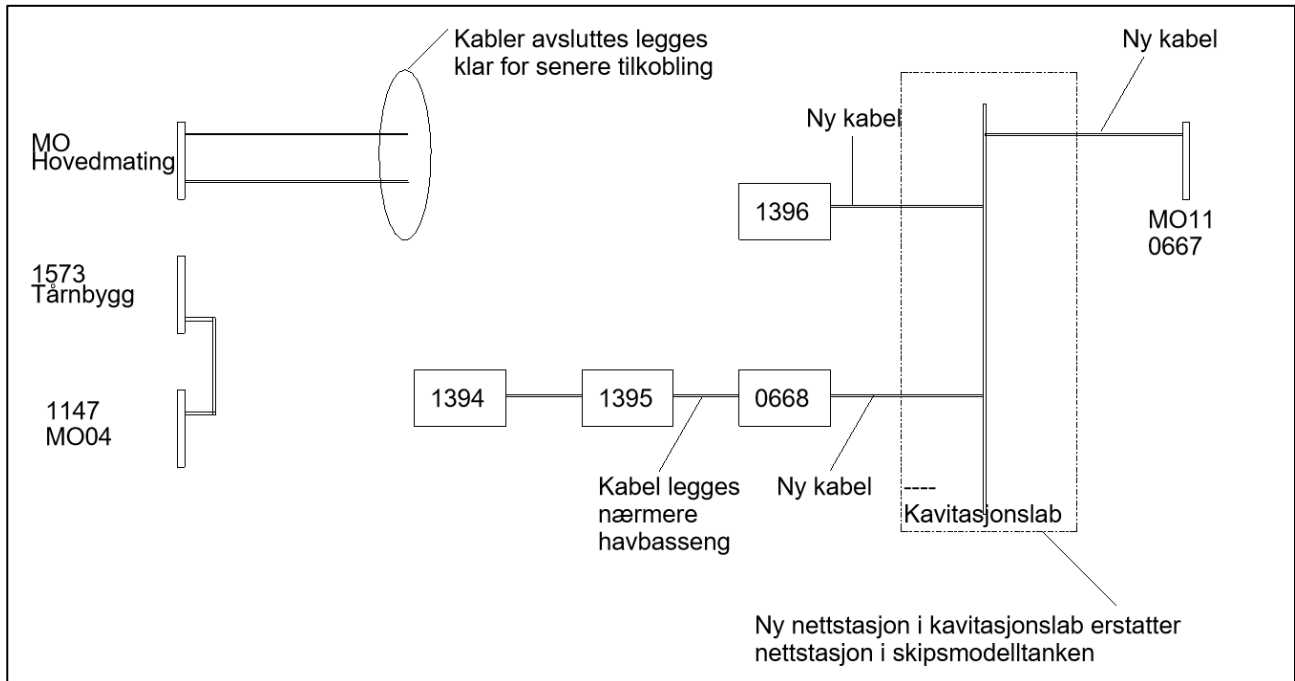 Kabler avsluttes legges
klar for senere tilkobling
Ny kabel
MO
Hovedmating
Ny kabel
1396
MO11
0667
1573
Tårnbygg
1147
MO04
1394
1395
0668
Kabel legges
nærmere
havbasseng
Ny kabel
----
Kavitasjonslab
Ny nettstasjon i kavitasjonslab erstatter
nettstasjon i skipsmodelltanken